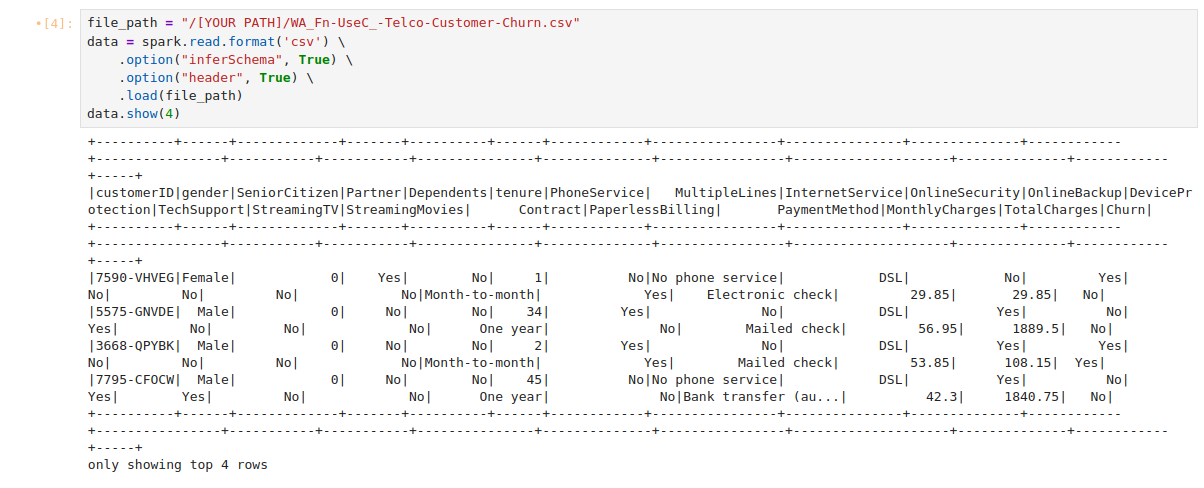 •[4]: file_path = "/[YOUR PATH]/WA_Fn-UseC_-Telco-Customer-Churn.csv"
data = spark.read.format('csv') \
    .option("inferSchema", True) \
    .option("header", True) \
    .load(file_path)
data.show(4)
+----------+------+-------------+-------+----------+------+------------+----------------+---------------+--------------+------------
+----------------+-----------+-----------+---------------+--------------+----------------+--------------------+--------------+------------
+-----+
|customerID|gender|SeniorCitizen|Partner|Dependents|tenure|PhoneService|   MultipleLines|InternetService|OnlineSecurity|OnlineBackup|DevicePr
otection|TechSupport|StreamingTV|StreamingMovies|      Contract|PaperlessBilling|       PaymentMethod|MonthlyCharges|TotalCharges|Churn|
+----------+------+-------------+-------+----------+------+------------+----------------+---------------+--------------+------------
+----------------+-----------+-----------+---------------+--------------+----------------+--------------------+--------------+------------
+-----+
|7590-VHVEG|Female|            0|    Yes|        No|     1|          No|No phone service|            DSL|            No|         Yes|
No|         No|         No|             No|Month-to-month|             Yes|    Electronic check|         29.85|       29.85|   No|
|5575-GNVDE|  Male|            0|     No|        No|    34|         Yes|              No|            DSL|           Yes|          No|
Yes|         No|         No|             No|      One year|              No|        Mailed check|         56.95|      1889.5|   No|
|3668-QPYBK|  Male|            0|     No|        No|     2|         Yes|              No|            DSL|           Yes|         Yes|
No|         No|         No|             No|Month-to-month|             Yes|        Mailed check|         53.85|      108.15|  Yes|
|7795-CFOCW|  Male|            0|     No|        No|    45|          No|No phone service|            DSL|           Yes|          No|
Yes|        Yes|         No|             No|      One year|              No|Bank transfer (au...|          42.3|     1840.75|   No|
+----------+------+-------------+-------+----------+------+------------+----------------+---------------+--------------+------------
+----------------+-----------+-----------+---------------+--------------+----------------+--------------------+--------------+------------
+-----+
only showing top 4 rows